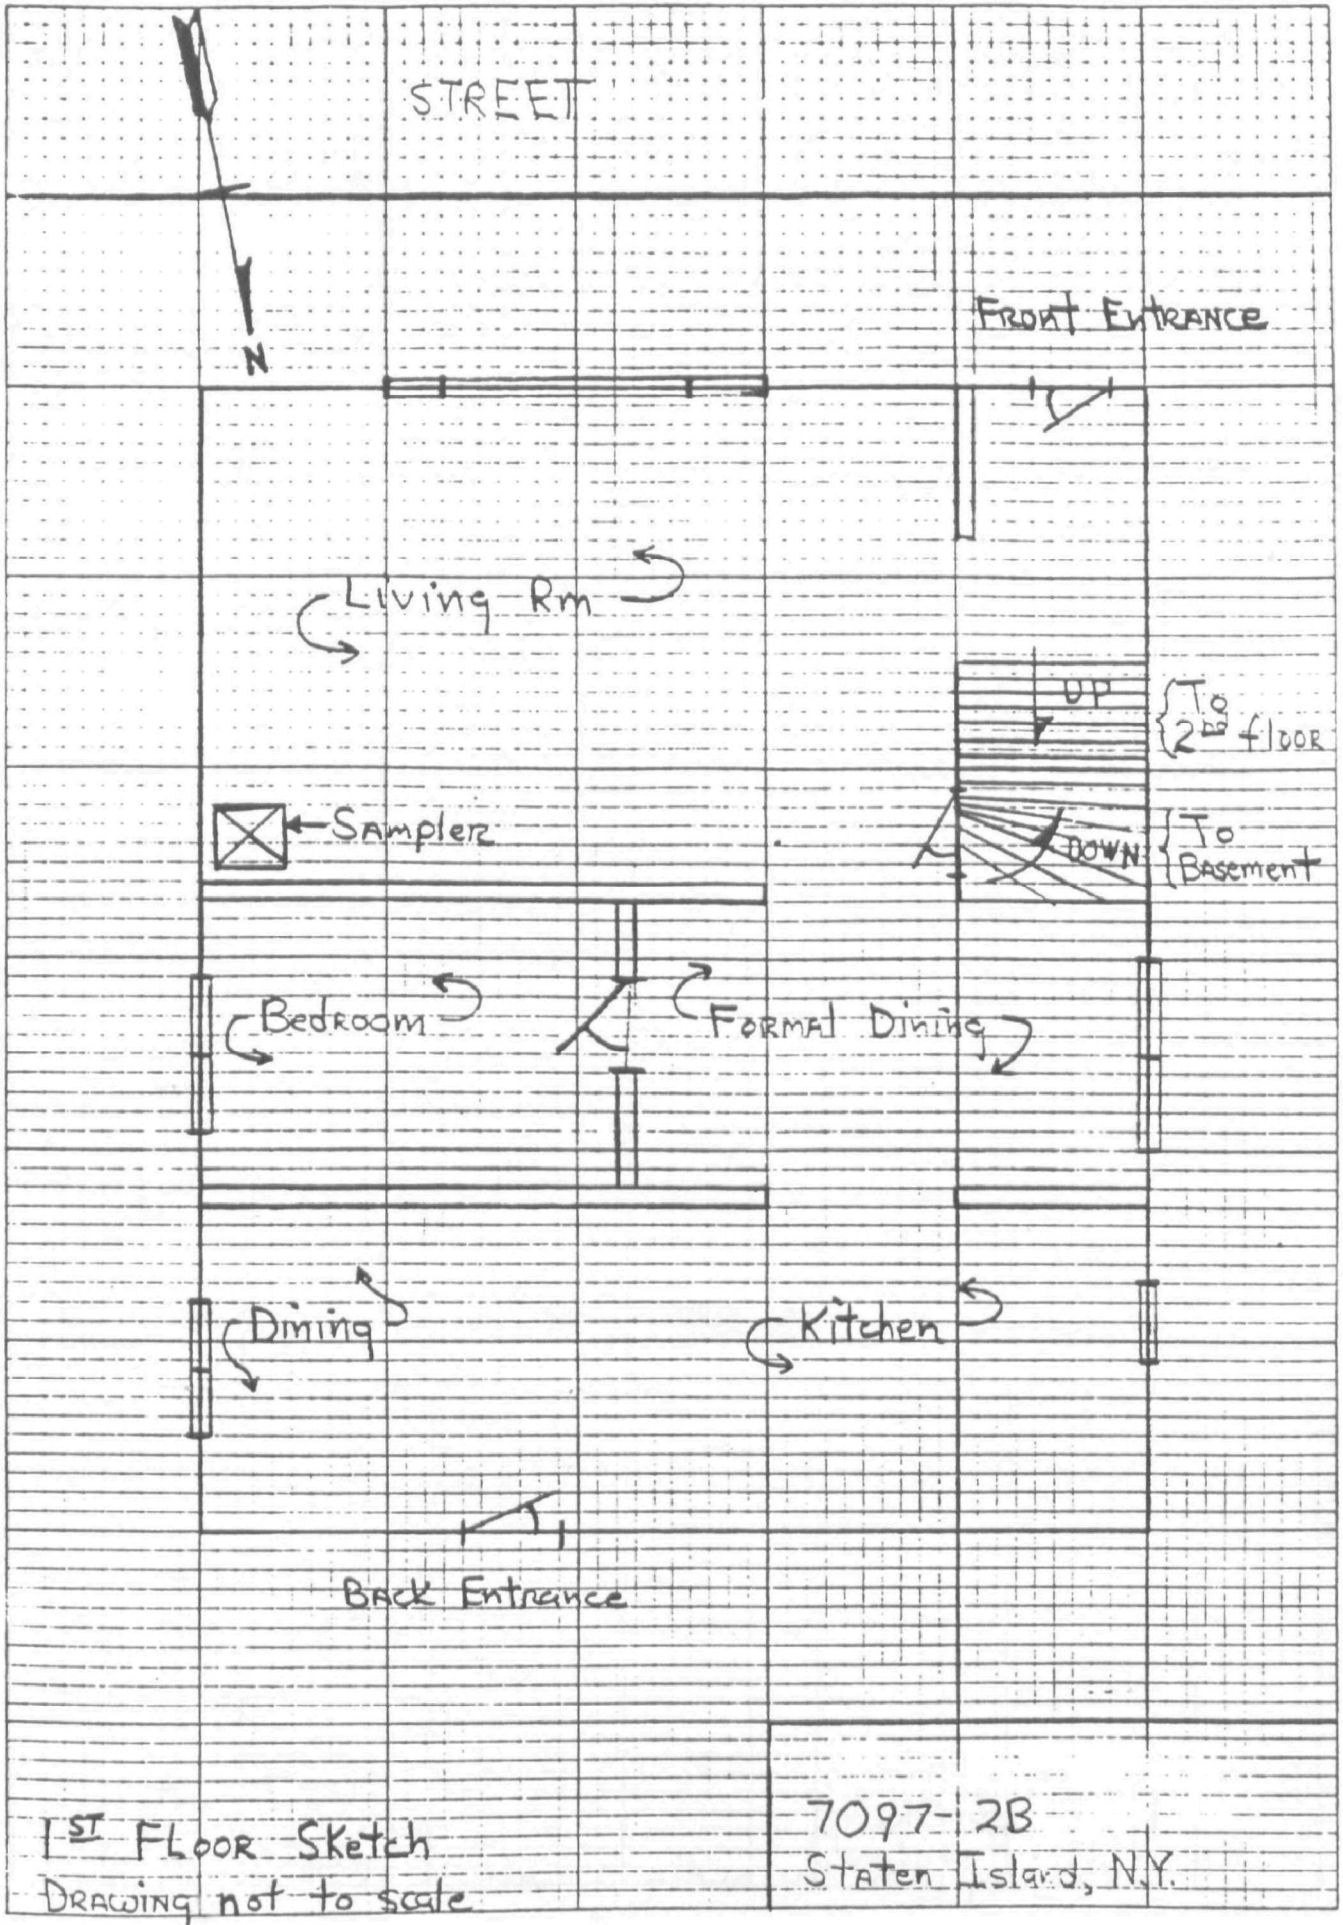 STREET
N
FRONT ENTRANCE
Living Rm
UP
To
2ND floor
Sampler
DOWN
To
Basement
Bedroom
Formal Dining
Dining
Kitchen
Back Entrance
1ST Floor Sketch
Drawing not to scale
7097-2B
Staten Island, N.Y.